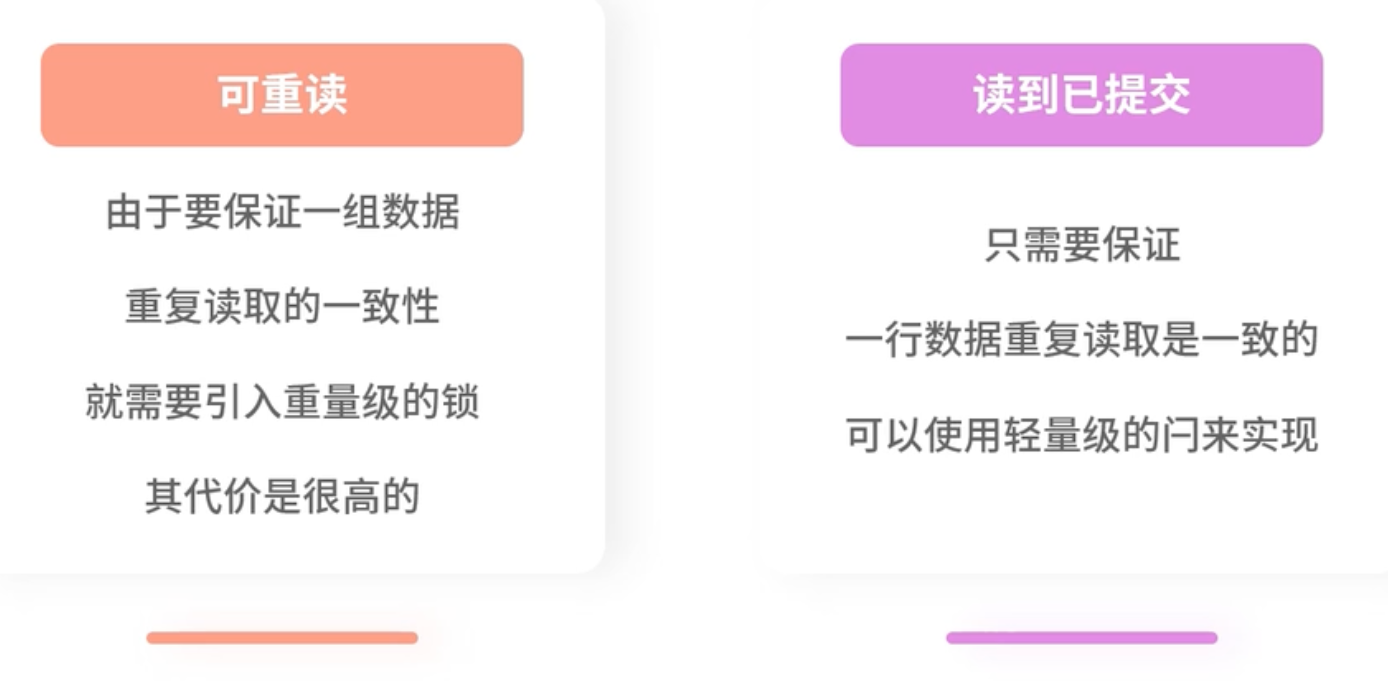 可重读
由于要保证一组数据
重复读取的一致性
就需要引入重量级的锁
其代价是很高的
读到已提交
只需要保证
一行数据重复读取是一致的
可以使用轻量级的闩来实现